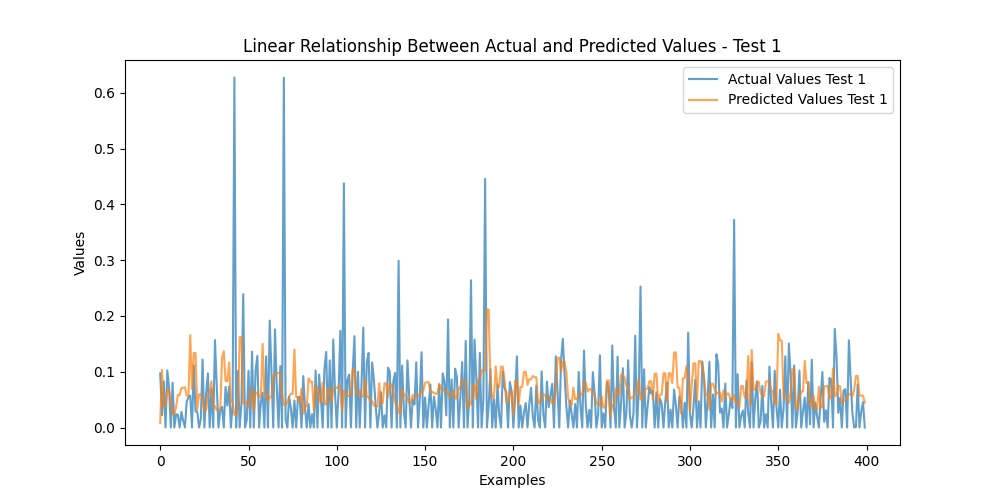 Linear Relationship Between Actual and Predicted Values - Test 1
Actual Values Test 1
Predicted Values Test 1
0.6
0.5
0.4
0.3
0.2
0.1
0.0
Values
0 50 100 150 200 250 300 350 400
Examples